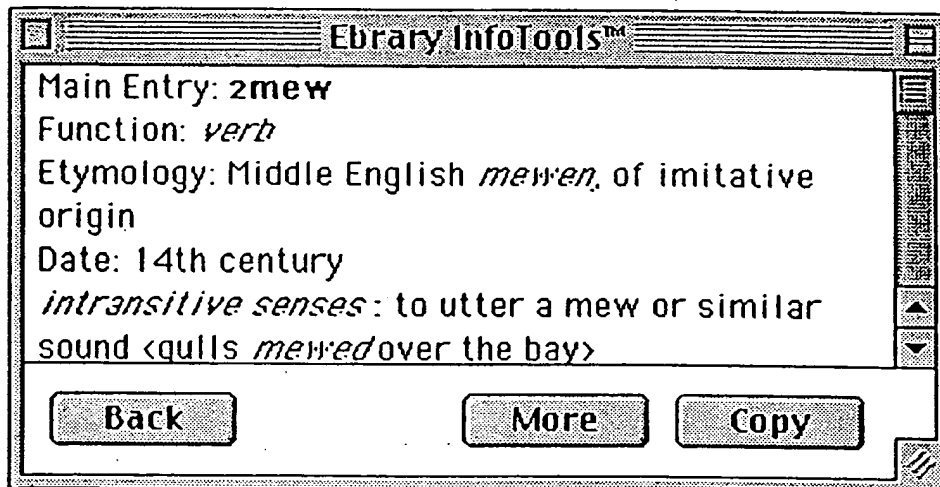 Ebrary InfoTools™
Main Entry: 2mew
Function: verb
Etymology: Middle English mewen, of imitative
origin
Date: 14th century
intransitive senses : to utter a mew or similar
sound <gulls mewed over the bay>
Back More Copy